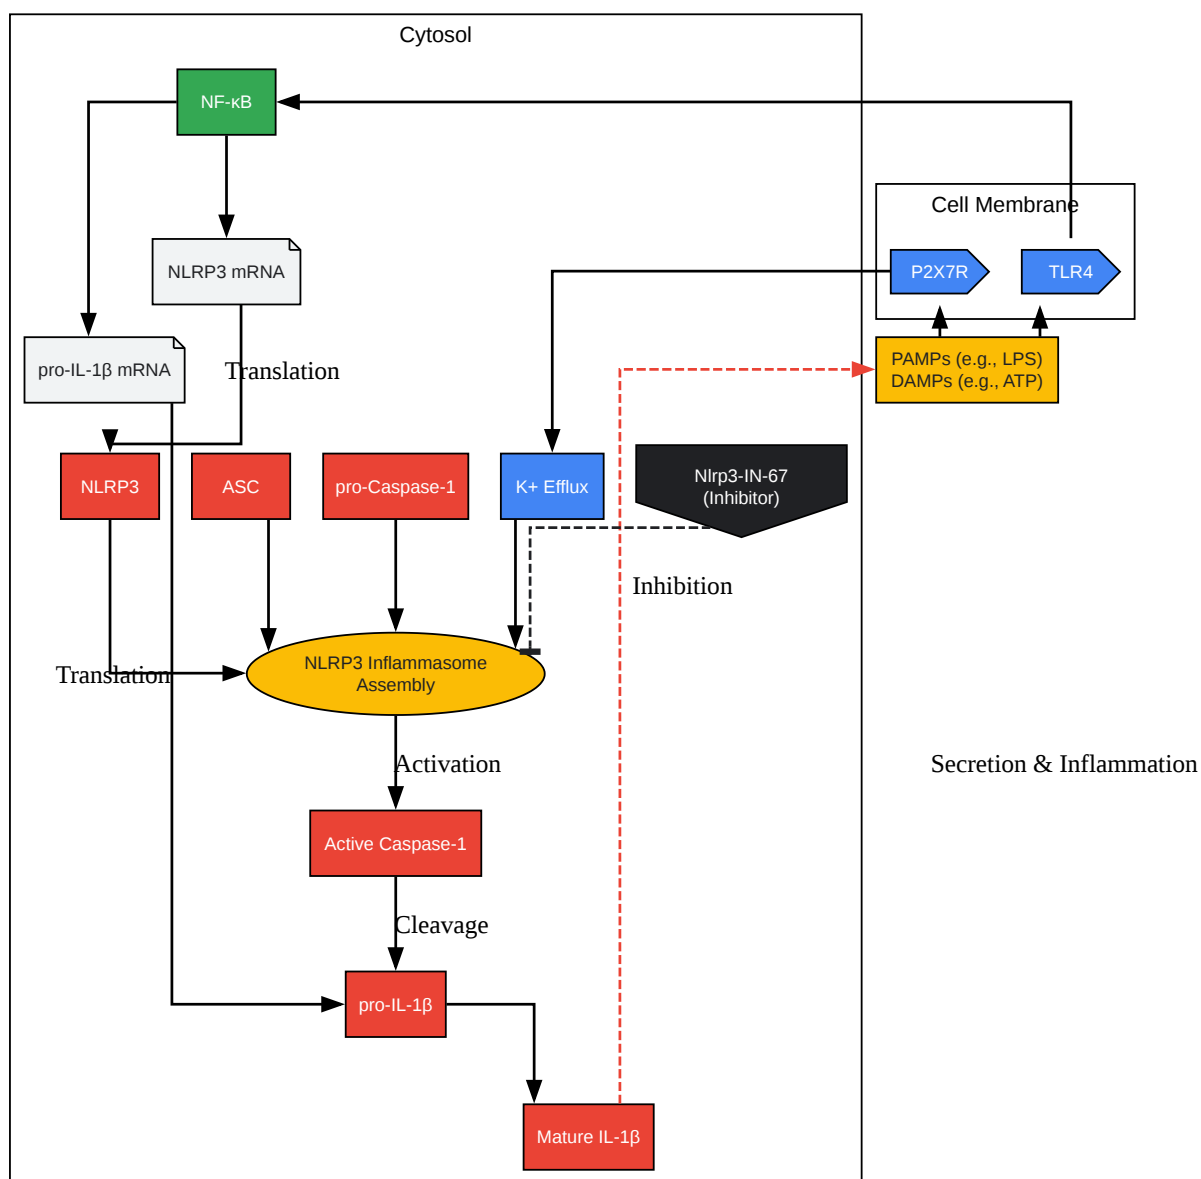 Cytosol
NF-κB
Cell Membrane
NLRP3 mRNA
P2X7R
TLR4
pro-IL-1β mRNA
Translation
PAMPs (e.g., LPS)
DAMPs (e.g., ATP)
NLRP3
ASC
pro-Caspase-1
K+ Efflux
Nlrp3-IN-67
(Inhibitor)
Inhibition
Translation
NLRP3 Inflammasome
Assembly
Activation
Secretion & Inflammation
Active Caspase-1
Cleavage
pro-IL-1β
Mature IL-1β